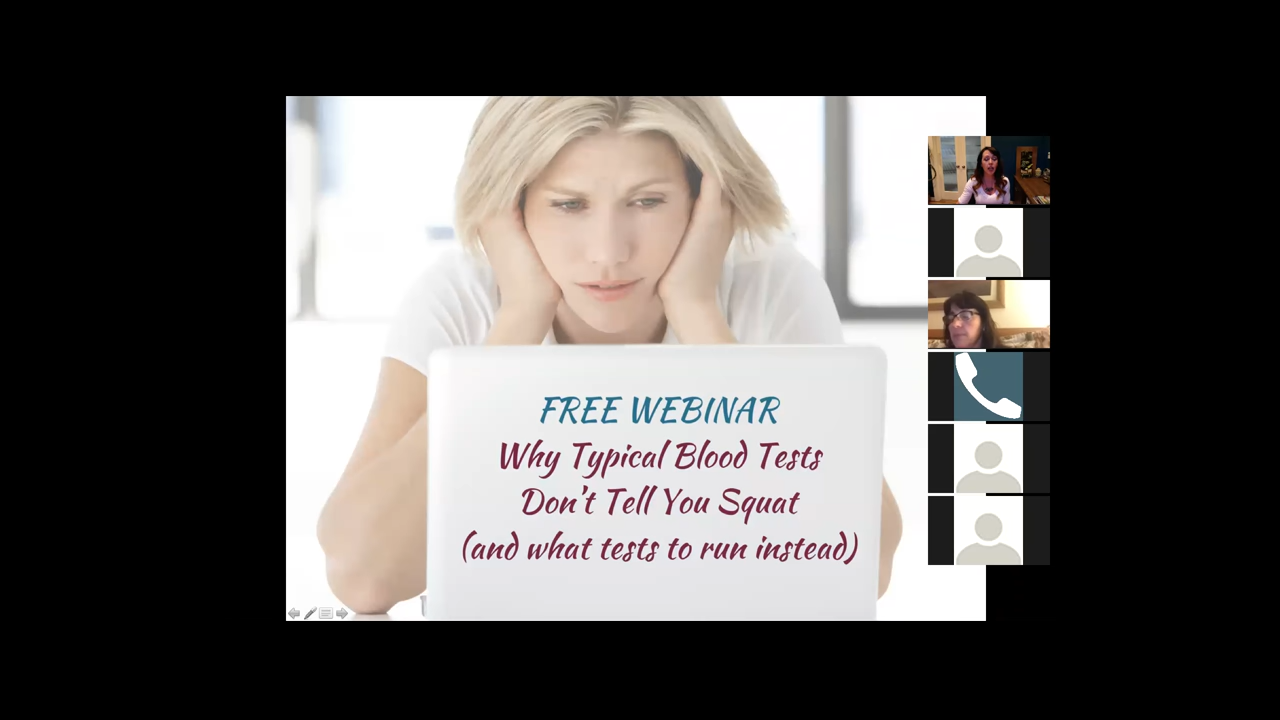 FREE WEBINAR
Why Typical Blood Tests
Don't Tell You Squat
(and what tests to run instead)